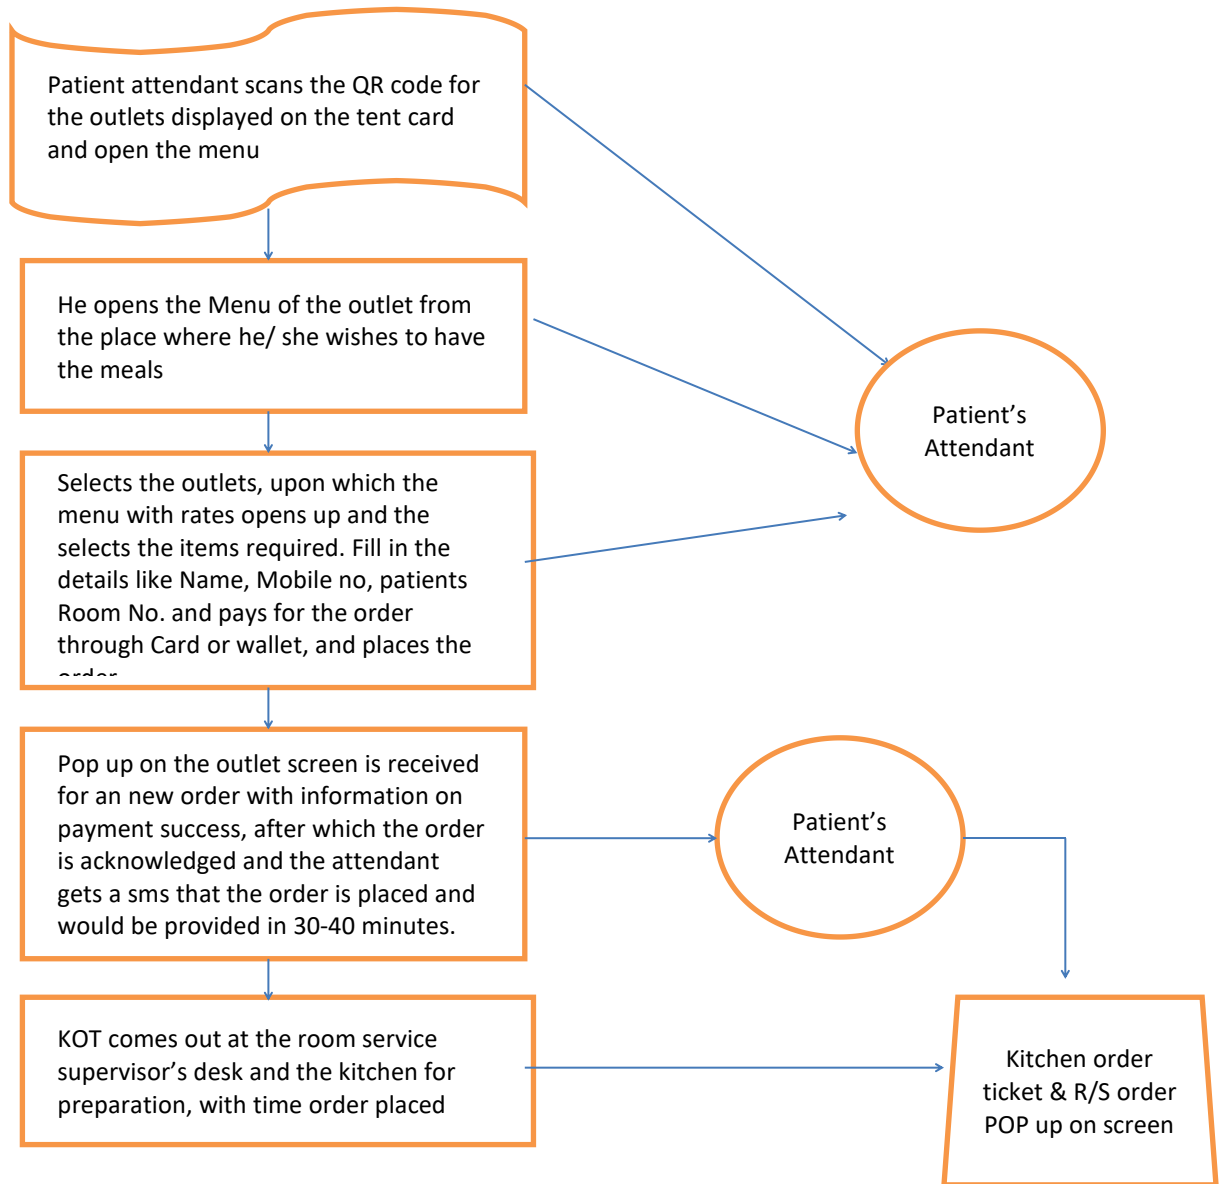 Patient attendant scans the QR code for
the outlets displayed on the tent card
and open the menu
He opens the Menu of the outlet from
the place where he/ she wishes to have
the meals
Patient's
Attendant
Selects the outlets, upon which the
menu with rates opens up and the
selects the items required. Fill in the
details like Name, Mobile no, patients
Room No. and pays for the order
through Card or wallet, and places the
Pop up on the outlet screen is received
for an new order with information on
payment success, after which the order
is acknowledged and the attendant
gets a sms that the order is placed and
would be provided in 30-40 minutes.
Patient's
Attendant
KOT comes out at the room service
supervisor's desk and the kitchen for
preparation, with time order placed
Kitchen order
ticket & R/S order
POP up on screen